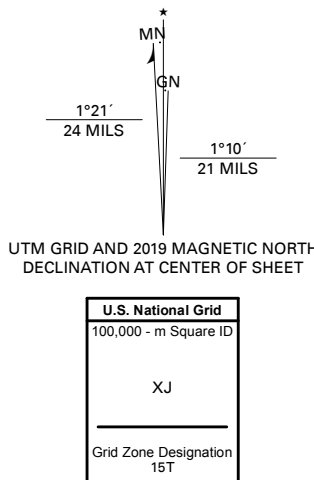 ★
MN
GN
1°21´
24 MILS
1°10´
21 MILS
UTM GRID AND 2019 MAGNETIC NORTH
DECLINATION AT CENTER OF SHEET
U.S. National Grid
100,000 - m Square ID
XJ
Grid Zone Designation
15T